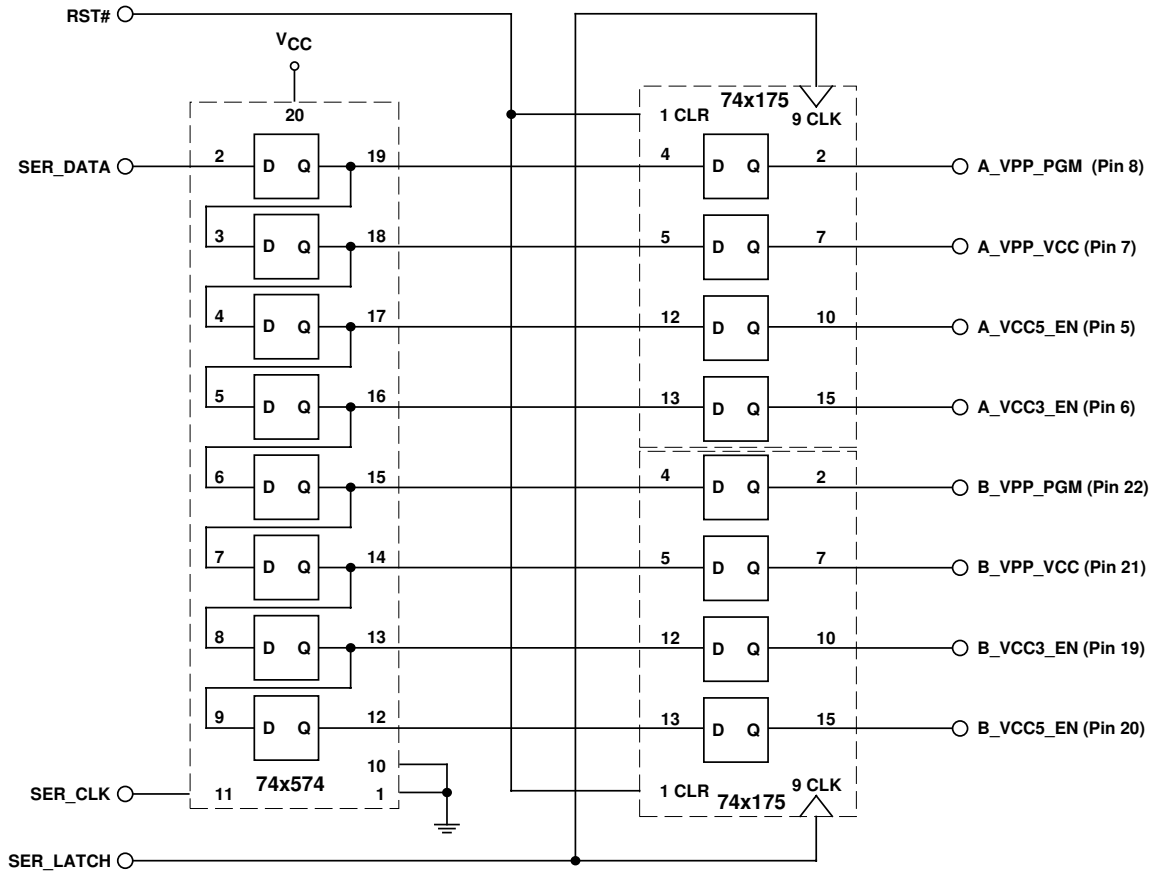 RST#
VCC
20
74x175
1 CLR
9 CLK
SER_DATA
2 D Q 19 4 D Q 2 A_VPP_PGM (Pin 8)
3 D Q 18 5 D Q 7 A_VPP_VCC (Pin 7)
4 D Q 17 12 D Q 10 A_VCC5_EN (Pin 5)
5 D Q 16 13 D Q 15 A_VCC3_EN (Pin 6)
6 D Q 15 4 D Q 2 B_VPP_PGM (Pin 22)
7 D Q 14 5 D Q 7 B_VPP_VCC (Pin 21)
8 D Q 13 12 D Q 10 B_VCC3_EN (Pin 19)
9 D Q 12 13 D Q 15 B_VCC5_EN (Pin 20)
10
74x574
SER_CLK
11
1
1 CLR
74x175
9 CLK
SER_LATCH